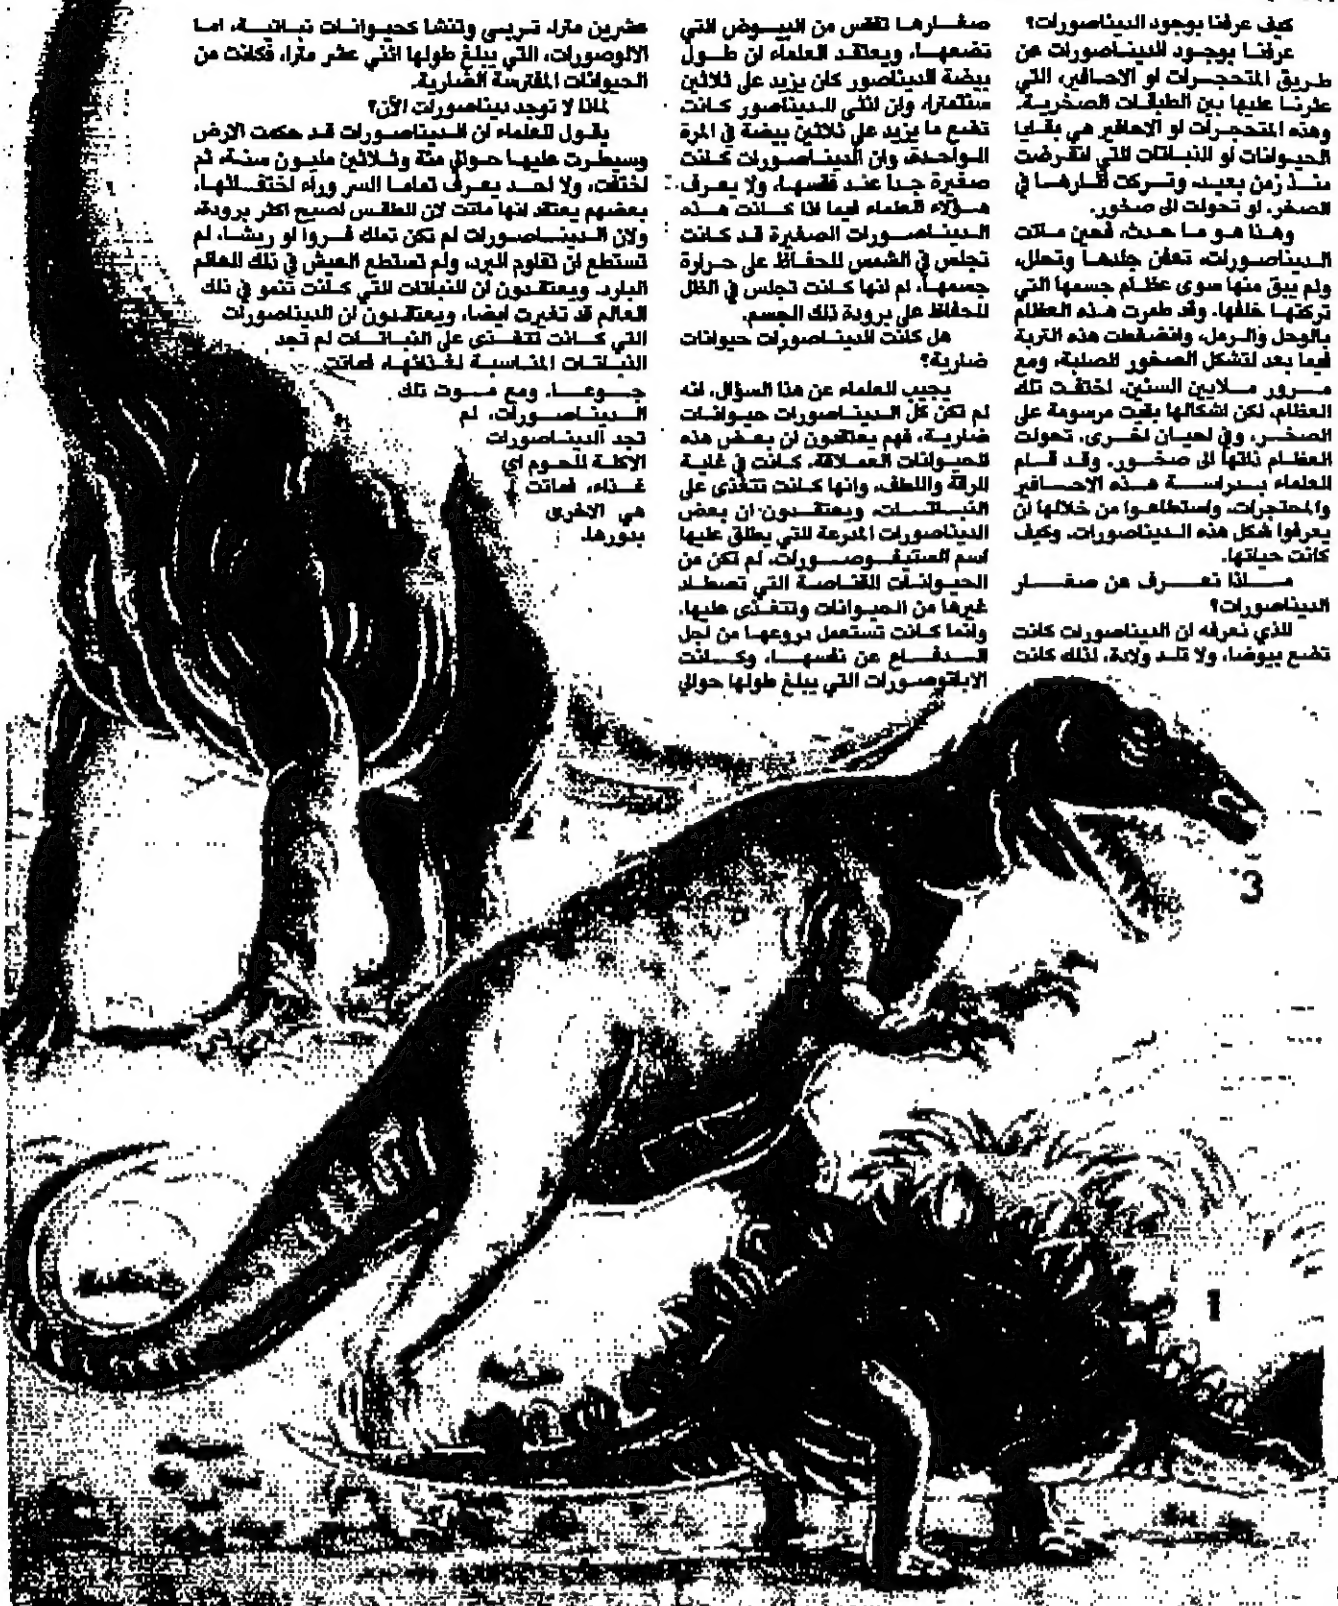 كيف عرفنا بوجود الديناصورات؟
عرفنا بوجود الديناصورات عن
طريق المتحجرات او الاحافير، التي
عثرنا عليها بين الطبقات الصخرية.
وهذه المتحجرات او الاحافير هي بقايا
الحيوانات او النباتات التي انقرضت
منذ زمن بعيد، وتركت آثارها في
الصخر، او تحولت الى صخور.
وهذا هو ما حدث، فحين ماتت
الديناصورات، تعفن جلدها وتحلل،
ولم يبق منها سوى عظام جسمها التي
تركتها خلفها. وقد طمرت هذه العظام
بالوحل والرمل، وانضغطت هذه التربة
فيما بعد لتشكل الصخور الصلبة، ومع
مرور ملايين السنين، اختفت تلك
العظام، لكن اشكالها بقيت مرسومة على
الصخر، وفي احيان اخرى، تحولت
العظام ذاتها الى صخور. وقد قام
العلماء بدراسة هذه الاحافير
والمحتجرات، واستطاعوا من خلالها ان
يعرفوا شكل هذه الديناصورات، وكيف
كانت حياتها.
ماذا نعرف عن صغار
الديناصورات؟
الذي نعرفه ان الديناصورات كانت
تضع بيوضا، ولا تلد ولادة، لذلك كانت
صغارها تفقس من البيوض التي
تضعها. ويعتقد العلماء ان طول
بيضة الديناصور كان يزيد على ثلاثين
سنتمترا، وان انثى الديناصور كانت
تضع ما يزيد على ثلاثين بيضة في المرة
الواحدة، وان الديناصورات كانت
صغيرة جدا عند فقسها، ولا يعرف
هؤلاء العلماء فيما اذا كانت هذه
الديناصورات الصغيرة قد كانت
تجلس في الشمس للحفاظ على حرارة
جسمها، ام انها كانت تجلس في الظل
للحفاظ على برودة ذلك الجسم.
هل كانت الديناصورات حيوانات
ضارية؟
يجيب العلماء عن هذا السؤال، انه
لم تكن كل الديناصورات حيوانات
ضارية، فهم يعتقدون ان بعض هذه
الحيوانات العملاقة، كانت في غاية
الرقة واللطف، وانها كانت تتغذى على
النباتات، ويعتقدون ان بعض
الديناصورات المدرعة التي يطلق عليها
اسم الستيغوصورات، لم تكن من
الحيوانات القناصة التي تصطاد
غيرها من الحيوانات وتتغذى عليها،
وانما كانت تستعمل دروعها من اجل
الدفاع عن نفسها، وكانت
الاباتوصورات التي يبلغ طولها حوالي
عشرين مترا، تربى وتنشا كحيوانات نباتية، اما
الالوصورات، التي يبلغ طولها اثني عشر مترا، فكانت من
الحيوانات المفترسة الضارية.
لماذا لا توجد ديناصورات الآن؟
يقول العلماء ان الديناصورات قد حكمت الارض
وسيطرت عليها حوالي مئة وثلاثين مليون سنة، ثم
اختفت، ولا احد يعرف تماما السر وراء اختفائها،
بعضهم يعتقد انها ماتت لان الطقس اصبح اكثر برودة،
ولان الديناصورات لم تكن تملك فروا او ريشا، لم
تستطع ان تقاوم البرد، ولم تستطع العيش في ذلك العالم
البارد. ويعتقدون ان النباتات التي كانت تنمو في ذلك
العالم قد تغيرت ايضا، ويعتقدون ان الديناصورات
التي كانت تتغذى على النباتات لم تجد
النباتات المناسبة لغذائها، فماتت
جوعا. ومع موت تلك
الديناصورات، لم
تجد الديناصورات
الاكلة للحوم اي
غذاء، فماتت
هي الاخرى
بدورها.
3
1